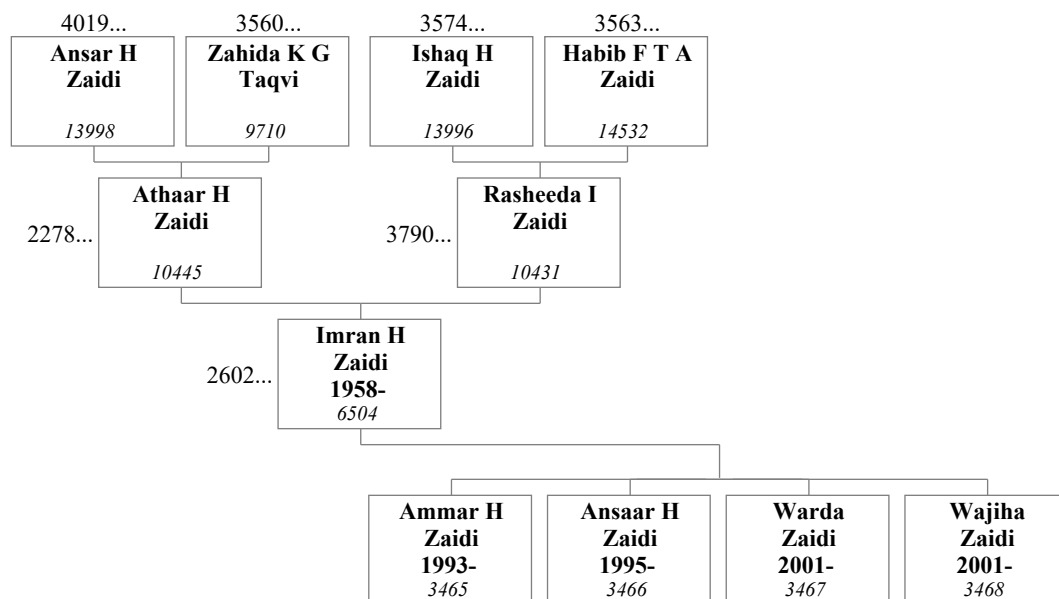 4019...
3560...
3574...
3563...
Ansar H
Zaidi
13998
Zahida K G
Taqvi
9710
Ishaq H
Zaidi
13996
Habib F T A
Zaidi
14532
2278...
Athaar H
Zaidi
10445
3790...
Rasheeda I
Zaidi
10431
2602...
Imran H
Zaidi
1958-
6504
Ammar H
Zaidi
1993-
3465
Ansaar H
Zaidi
1995-
3466
Warda
Zaidi
2001-
3467
Wajiha
Zaidi
2001-
3468